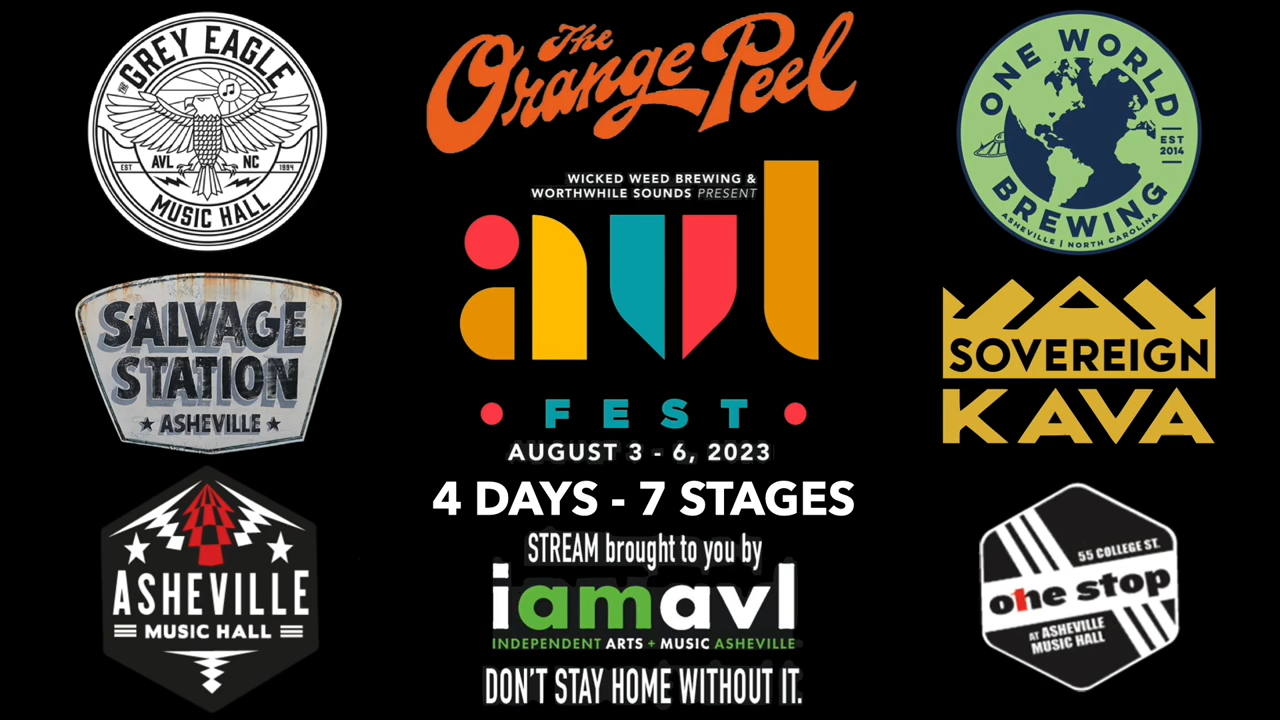 THE
GREY EAGLE
EST
AVL
NC
1994
MUSIC HALL
The
Orange Peel
ONE WORLD
EST
2014
BREWING
ASHEVILLE | NORTH CAROLINA
WICKED WEED BREWING &
WORTHWHILE SOUNDS PRESENT
avl
FEST
AUGUST 3 - 6, 2023
4 DAYS - 7 STAGES
STREAM brought to you by
iamavl
INDEPENDENT ARTS + MUSIC ASHEVILLE
DON'T STAY HOME WITHOUT IT.
SALVAGE
STATION
★ ASHEVILLE ★
SOVEREIGN
KAVA
ASHEVILLE
MUSIC HALL
55 COLLEGE ST.
one stop
AT ASHEVILLE
MUSIC HALL